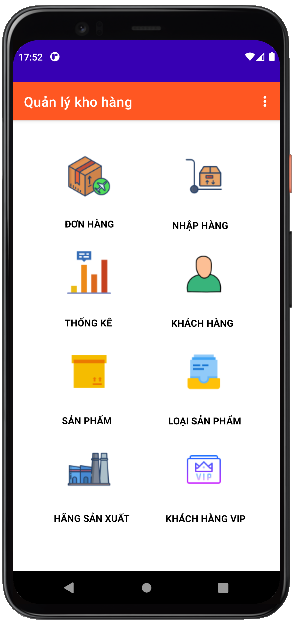 17:52
Quản lý kho hàng
ĐƠN HÀNG
NHẬP HÀNG
THỐNG KÊ
KHÁCH HÀNG
SẢN PHẨM
LOẠI SẢN PHẨM
VIP
HÃNG SẢN XUẤT
KHÁCH HÀNG VIP